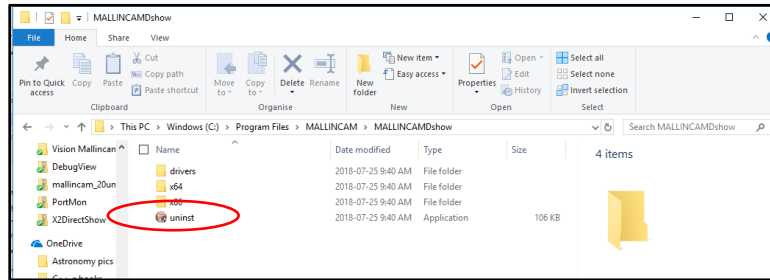 MALLINCAMDshow
File Home Share View
Pin to Quick access
Copy
Paste
Cut
Copy path
Paste shortcut
Clipboard
Move to
Copy to
Delete
Rename
Organise
New folder
New item
Easy access
New
Properties
Open
Edit
History
Open
Select all
Select none
Invert selection
Select
This PC > Windows (C:) > Program Files > MALLINCAM > MALLINCAMDshow
Search MALLINCAMDshow
Vision Mallincan
DebugView
mallincam_20un
PortMon
X2DirectShow
OneDrive
Astronomy pics
Name Date modified Type Size
drivers 2018-07-25 9:40 AM File folder
x64 2018-07-25 9:40 AM File folder
x86 2018-07-25 9:40 AM File folder
uninst 2018-07-25 9:40 AM Application 106 KB
4 items